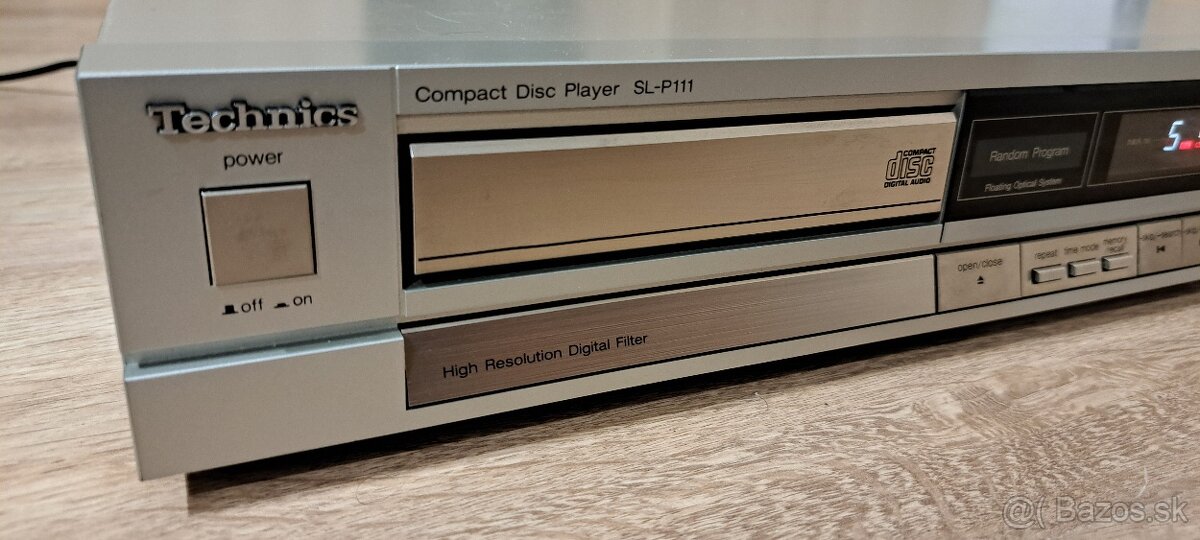 Technics
power
off on
Compact Disc Player SL-P111
COMPACT
disc
DIGITAL AUDIO
High Resolution Digital Filter
Random Program
Floating Optical System
5
open/close
repeat time mode memory
recall
@( Bazos.sk